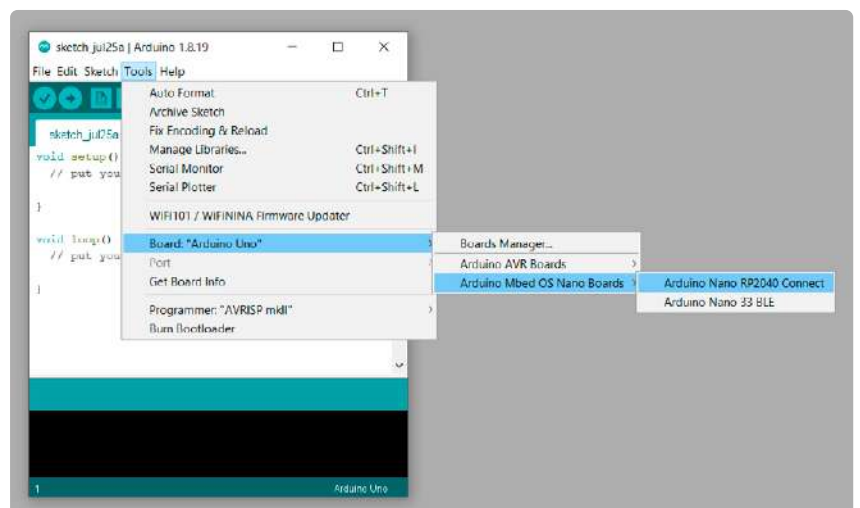 sketch_jul25a | Arduino 1.8.19
File Edit Sketch Tools Help
sketch_jul25a
void setup()
// put you
}
void loop()
// put you
}
Auto Format Ctrl+T
Archive Sketch
Fix Encoding & Reload
Manage Libraries... Ctrl+Shift+I
Serial Monitor Ctrl+Shift+M
Serial Plotter Ctrl+Shift+L
WiFi101 / WiFiNINA Firmware Updater
Board: "Arduino Uno"
Port
Get Board Info
Programmer: "AVRISP mkII"
Burn Bootloader
Boards Manager...
Arduino AVR Boards
Arduino Mbed OS Nano Boards
Arduino Nano RP2040 Connect
Arduino Nano 33 BLE
1 Arduino Uno